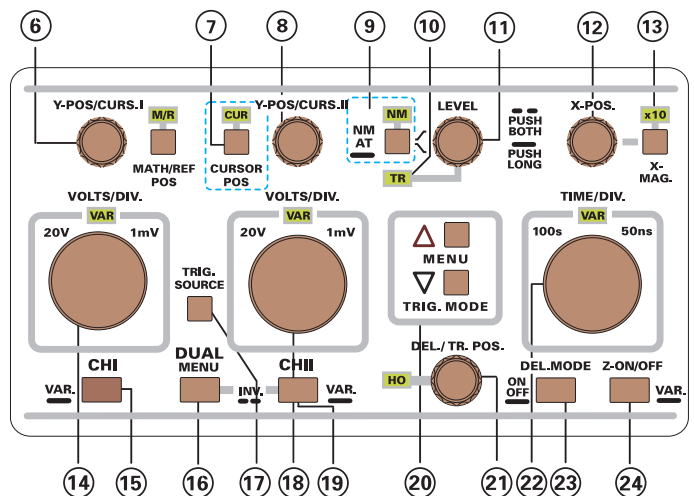 6 7 8 9 10 11 12 13
Y-POS/CURS.I
M/R
MATH/REF
POS
CUR
CURSOR
POS
Y-POS/CURS.II
NM
AT
NM
LEVEL
TR
PUSH
BOTH
PUSH
LONG
X-POS.
x10
X-
MAG.
VOLTS/DIV.
VAR
20V 1mV
TRIG.
SOURCE
VOLTS/DIV.
VAR
20V 1mV
MENU
TRIG. MODE
TIME/DIV.
VAR
100s 50ns
CHI
VAR.
DUAL
MENU
INV.
CHII
VAR.
DEL./ TR. POS.
HO
ON
OFF
DEL.MODE
Z-ON/OFF
VAR.
14 15 16 17 18 19 20 21 22 23 24